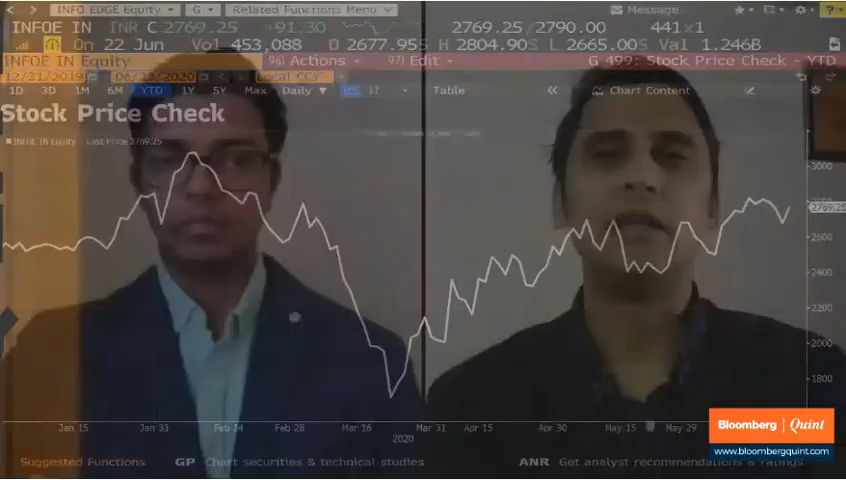 INFO EDGE Equity G Related Functions Menu Message
INFOE IN INR C 2769.25 +91.30 2769.25/2790.00 441x1
On 22 Jun Vol 453,088 O 2677.95S H 2804.90S L 2665.00S Val 1.246B
INFOE IN Equity 96) Actions 97) Edit G 499: Stock Price Check - YTD
12/31/2019 06/23/2020 Local CCY
1D 3D 1M 6M YTD 1Y 5Y Max Daily Table Chart Content
Stock Price Check
INFOE IN Equity Last Price 2769.25
3000
2769.25
2600
2400
2200
2000
1800
Jan 15 Jan 31 Feb 14 Feb 28 Mar 16 Mar 31 Apr 15 Apr 30 May 15 May 29
2020
Bloomberg | Quint
www.bloombergquint.com
Suggested Functions GP Chart securities & technical studies ANR Get analyst recommendations & ratings